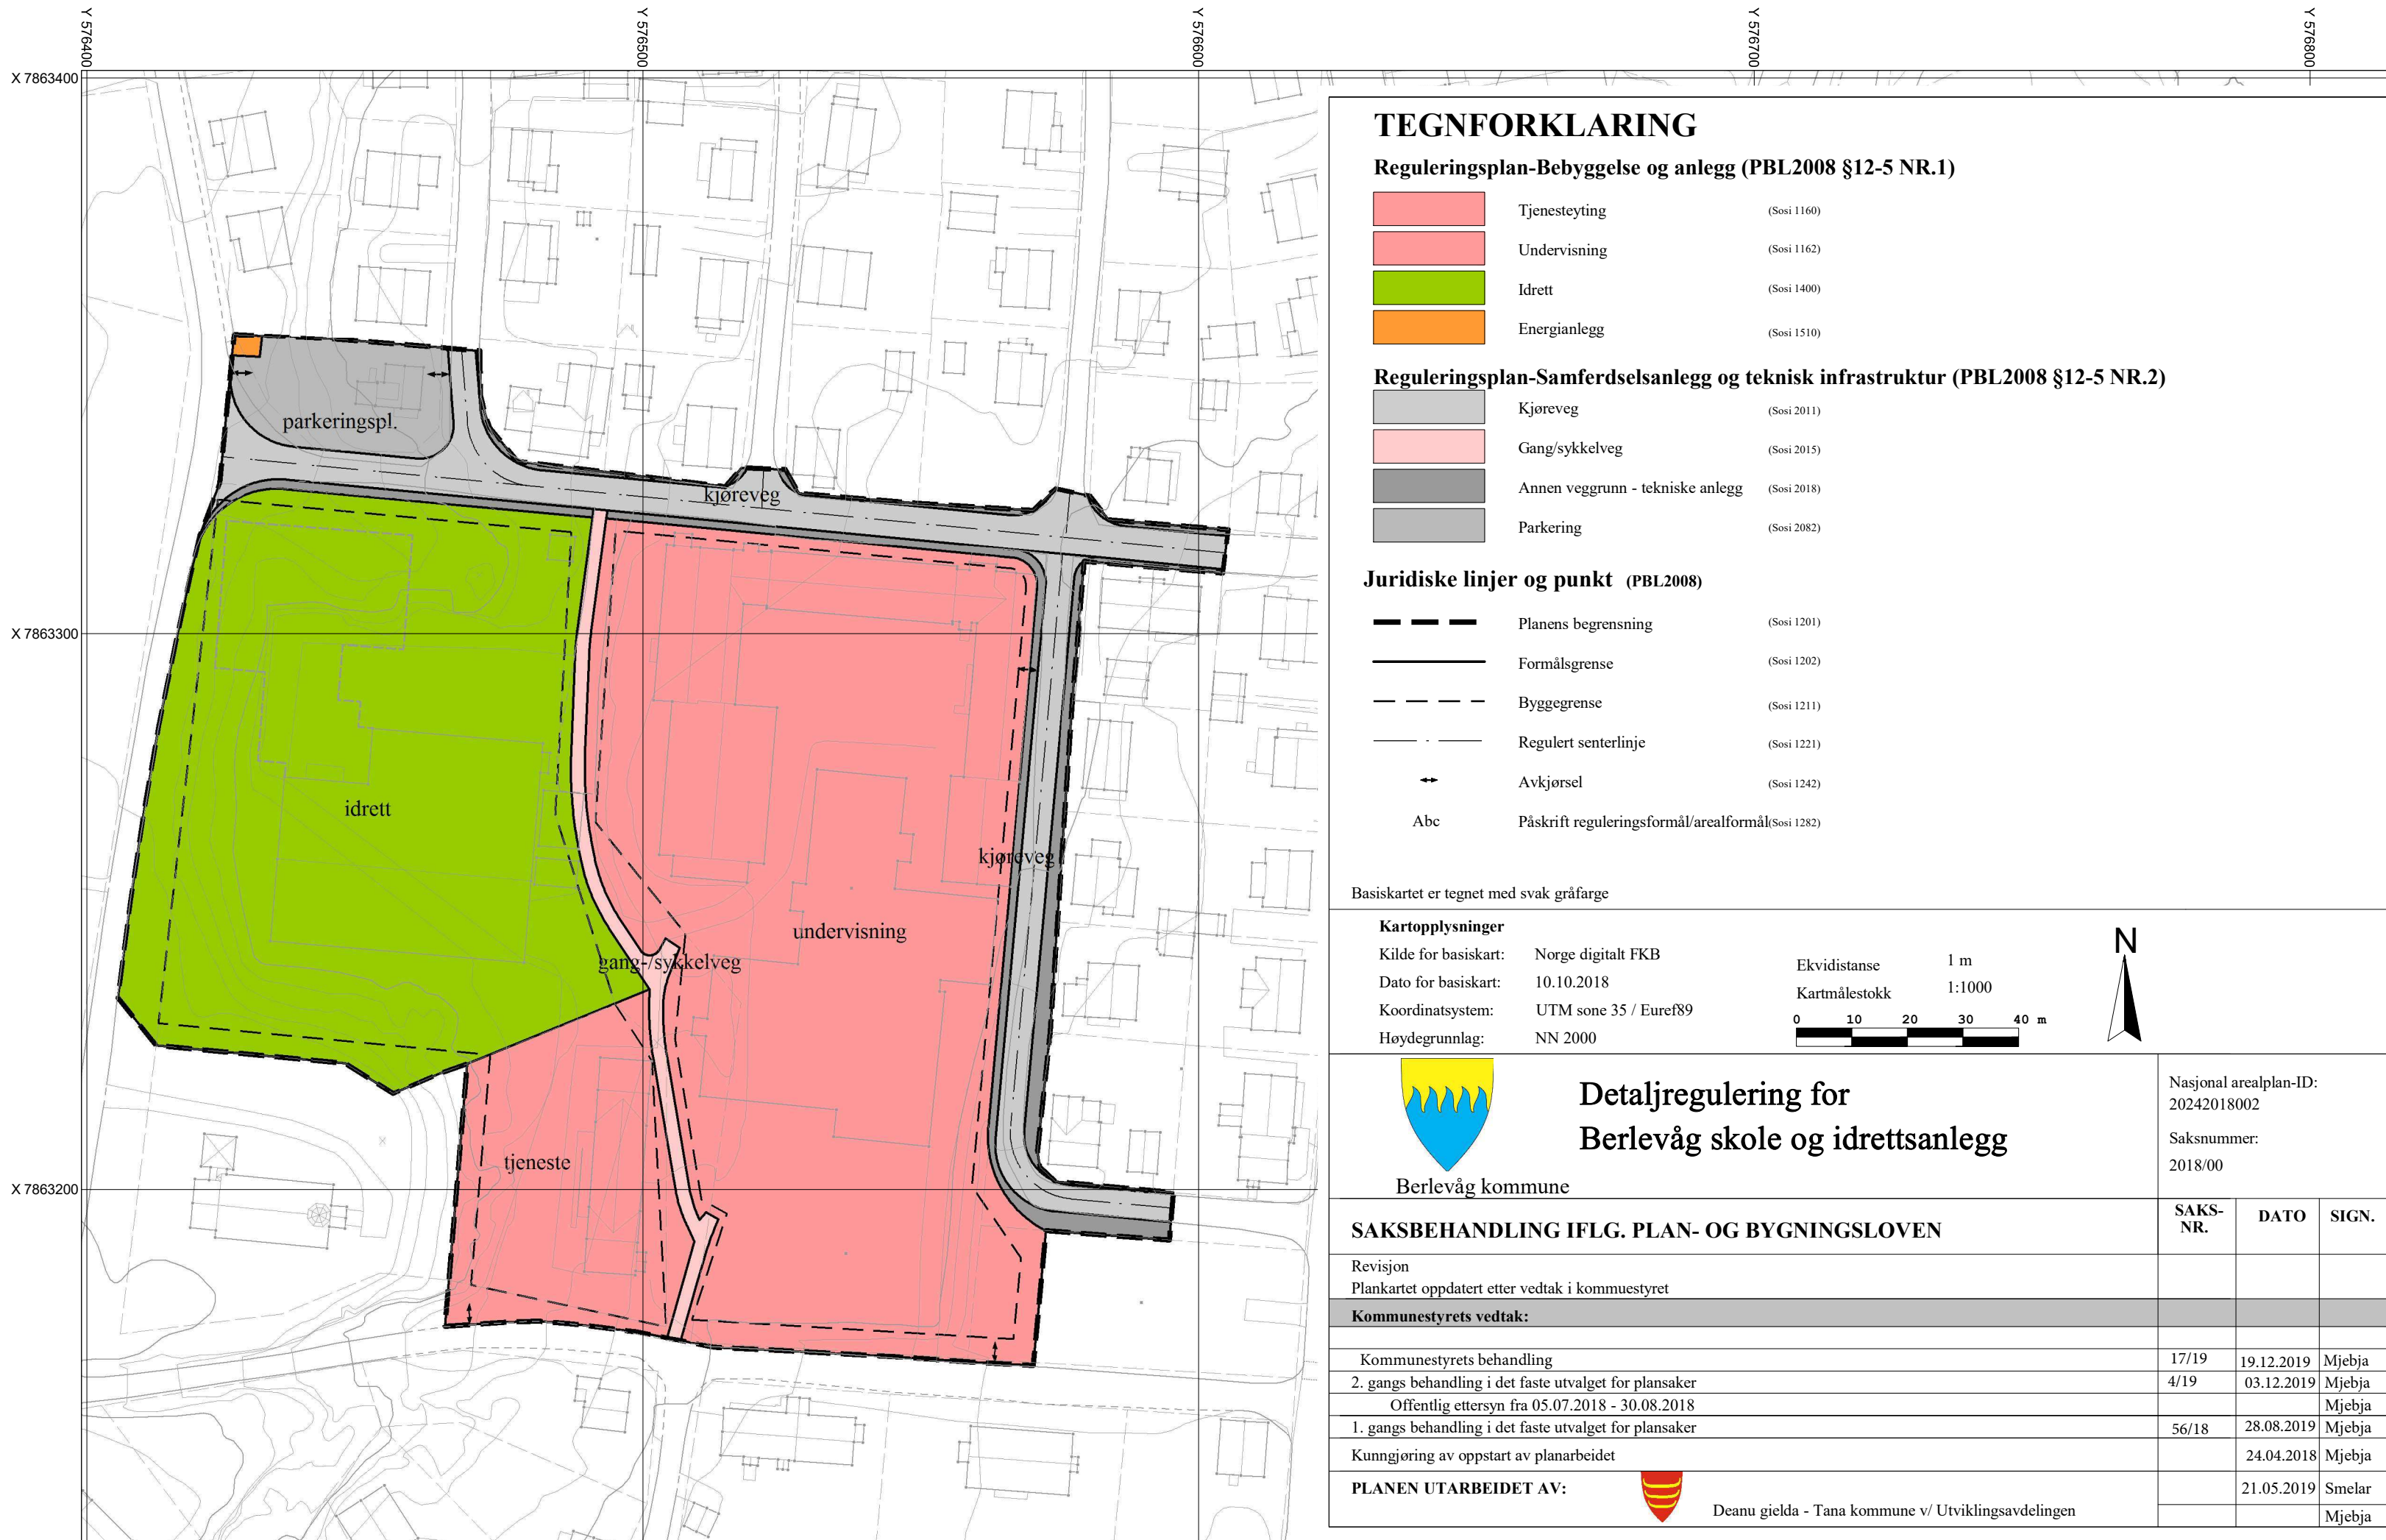 Y 576400
Y 576500
Y 576600
Y 576700
Y 576800
X 7863400
X 7863300
X 7863200
parkeringspl.
kjøreveg
idrett
kjøreveg
undervisning
gang-/sykkelveg
tjeneste
TEGNFORKLARING
Reguleringsplan-Bebyggelse og anlegg (PBL2008 §12-5 NR.1)
Tjenesteyting (Sosi 1160)
Undervisning (Sosi 1162)
Idrett (Sosi 1400)
Energianlegg (Sosi 1510)
Reguleringsplan-Samferdselsanlegg og teknisk infrastruktur (PBL2008 §12-5 NR.2)
Kjøreveg (Sosi 2011)
Gang/sykkelveg (Sosi 2015)
Annen veggrunn - tekniske anlegg (Sosi 2018)
Parkering (Sosi 2082)
Juridiske linjer og punkt (PBL2008)
Planens begrensning (Sosi 1201)
Formålsgrense (Sosi 1202)
Byggegrense (Sosi 1211)
Regulert senterlinje (Sosi 1221)
Avkjørsel (Sosi 1242)
Abc Påskrift reguleringsformål/arealformål(Sosi 1282)
Basiskartet er tegnet med svak gråfarge
Kartopplysninger
Kilde for basiskart: Norge digitalt FKB
Dato for basiskart: 10.10.2018
Koordinatsystem: UTM sone 35 / Euref89
Høydegrunnlag: NN 2000
Ekvidistanse 1 m
Kartmålestokk 1:1000
0 10 20 30 40 m
N
Berlevåg kommune
Detaljregulering for
Berlevåg skole og idrettsanlegg
Nasjonal arealplan-ID:
20242018002
Saksnummer:
2018/00
SAKSBEHANDLING IFLG. PLAN- OG BYGNINGSLOVEN
SAKS-
NR.
DATO
SIGN.
Revisjon
Plankartet oppdatert etter vedtak i kommuestyret
Kommunestyrets vedtak:
Kommunestyrets behandling 17/19 19.12.2019 Mjebja
2. gangs behandling i det faste utvalget for plansaker 4/19 03.12.2019 Mjebja
Offentlig ettersyn fra 05.07.2018 - 30.08.2018 Mjebja
1. gangs behandling i det faste utvalget for plansaker 56/18 28.08.2019 Mjebja
Kunngjøring av oppstart av planarbeidet 24.04.2018 Mjebja
PLANEN UTARBEIDET AV: 21.05.2019 Smelar
Deanu gielda - Tana kommune v/ Utviklingsavdelingen Mjebja